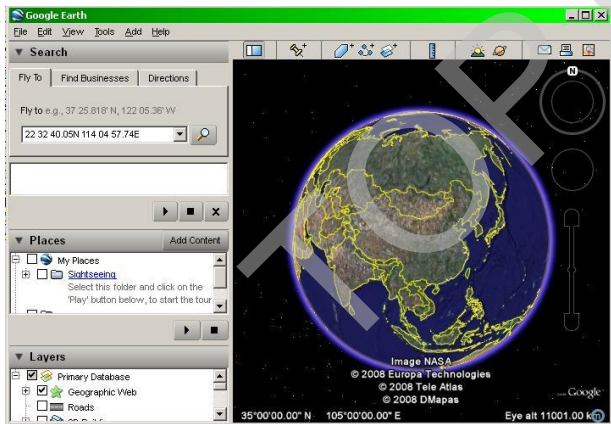 Google Earth
File Edit View Tools Add Help
Search
Fly To Find Businesses Directions
Fly to e.g., 37 25.818' N, 122 05.36' W
22 32 40.05N 114 04 57.74E
Places Add Content
My Places
Sightseeing
Select this folder and click on the
'Play' button below, to start the tour
Layers
Primary Database
Geographic Web
Roads
N
Image NASA
© 2008 Europa Technologies
© 2008 Tele Atlas
© 2008 DMapas
Google
35°00'00.00" N 105°00'00.00" E Eye alt 11001.00 km
TOP